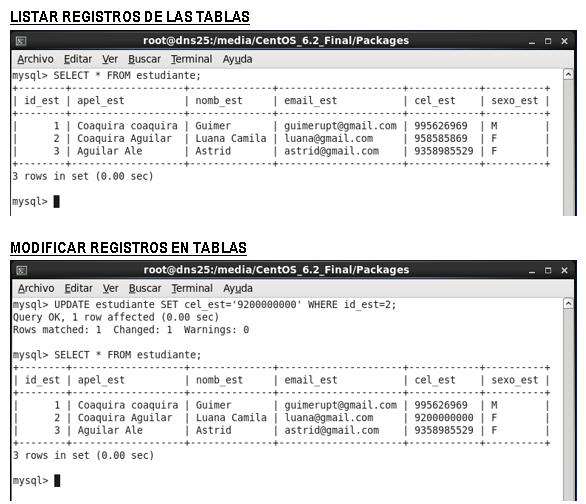 LISTAR REGISTROS DE LAS TABLAS
root@dns25:/media/CentOS_6.2_Final/Packages
Archivo Editar Ver Buscar Terminal Ayuda
mysql> SELECT * FROM estudiante;
+--------+-------------------+-------------+--------------------+------------+----------+
| id_est | apel_est | nomb_est | email_est | cel_est | sexo_est |
+--------+-------------------+-------------+--------------------+------------+----------+
| 1 | Coaquira coaquira | Guimer | guimerupt@gmail.com | 995626969 | M |
| 2 | Coaquira Aguilar | Luana Camila | luana@gmail.com | 958585869 | F |
| 3 | Aguilar Ale | Astrid | astrid@gmail.com | 9358985529 | F |
+--------+-------------------+-------------+--------------------+------------+----------+
3 rows in set (0.00 sec)
mysql>
MODIFICAR REGISTROS EN TABLAS
root@dns25:/media/CentOS_6.2_Final/Packages
Archivo Editar Ver Buscar Terminal Ayuda
mysql> UPDATE estudiante SET cel_est='9200000000' WHERE id_est=2;
Query OK, 1 row affected (0.00 sec)
Rows matched: 1 Changed: 1 Warnings: 0
mysql> SELECT * FROM estudiante;
+--------+-------------------+-------------+--------------------+------------+----------+
| id_est | apel_est | nomb_est | email_est | cel_est | sexo_est |
+--------+-------------------+-------------+--------------------+------------+----------+
| 1 | Coaquira coaquira | Guimer | guimerupt@gmail.com | 995626969 | M |
| 2 | Coaquira Aguilar | Luana Camila | luana@gmail.com | 9200000000 | F |
| 3 | Aguilar Ale | Astrid | astrid@gmail.com | 9358985529 | F |
+--------+-------------------+-------------+--------------------+------------+----------+
3 rows in set (0.00 sec)
mysql>